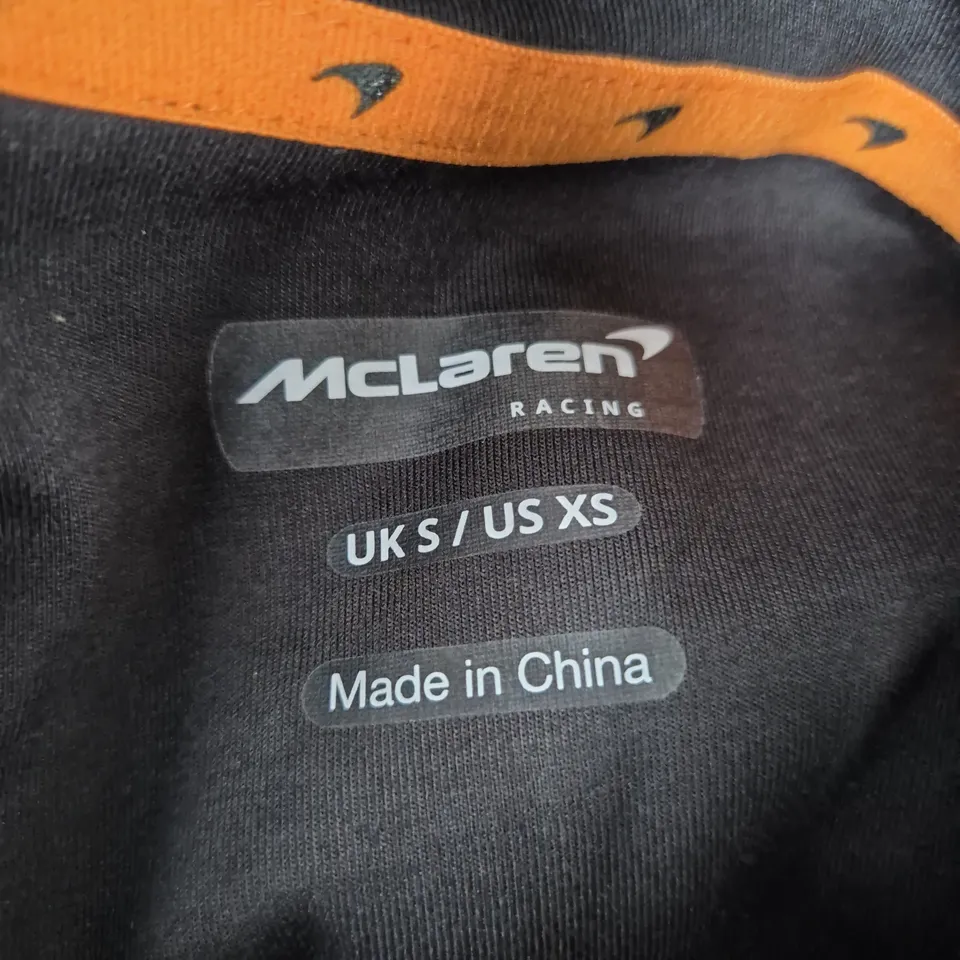 McLaren
RACING
UK S / US XS
Made in China